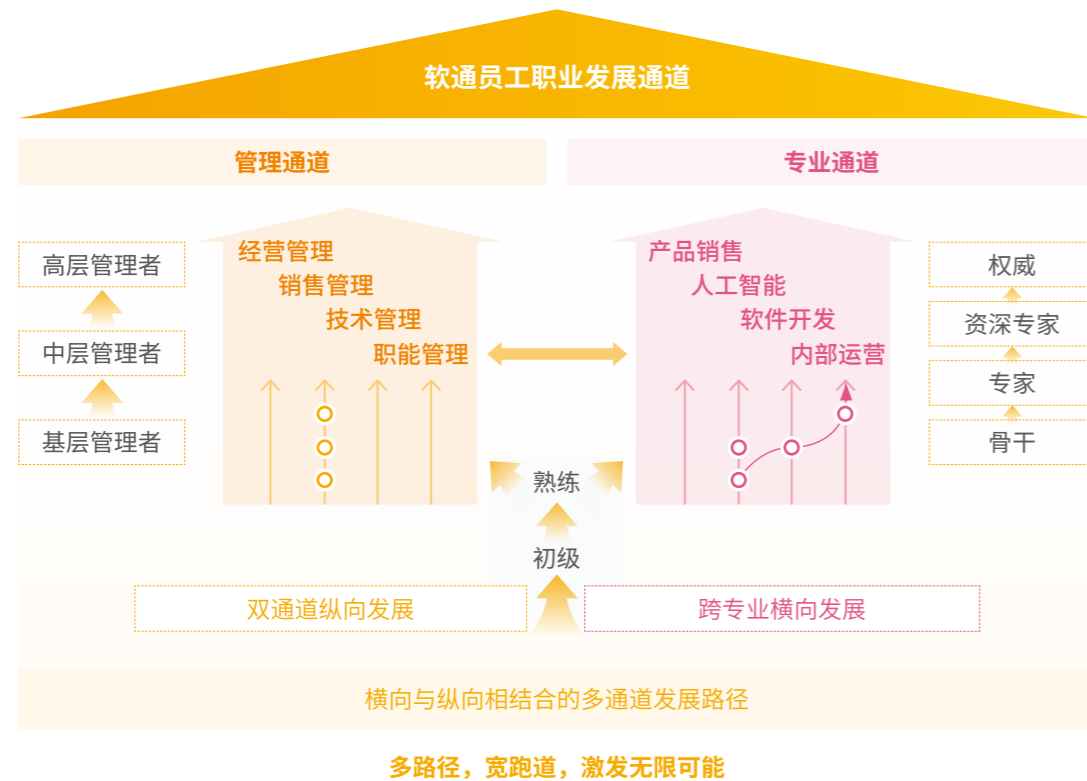 软通员工职业发展通道
管理通道
专业通道
高层管理者
中层管理者
基层管理者
经营管理
销售管理
技术管理
职能管理
产品销售
人工智能
软件开发
内部运营
权威
资深专家
专家
骨干
熟练
初级
双通道纵向发展
跨专业横向发展
横向与纵向相结合的多通道发展路径
多路径，宽跑道，激发无限可能